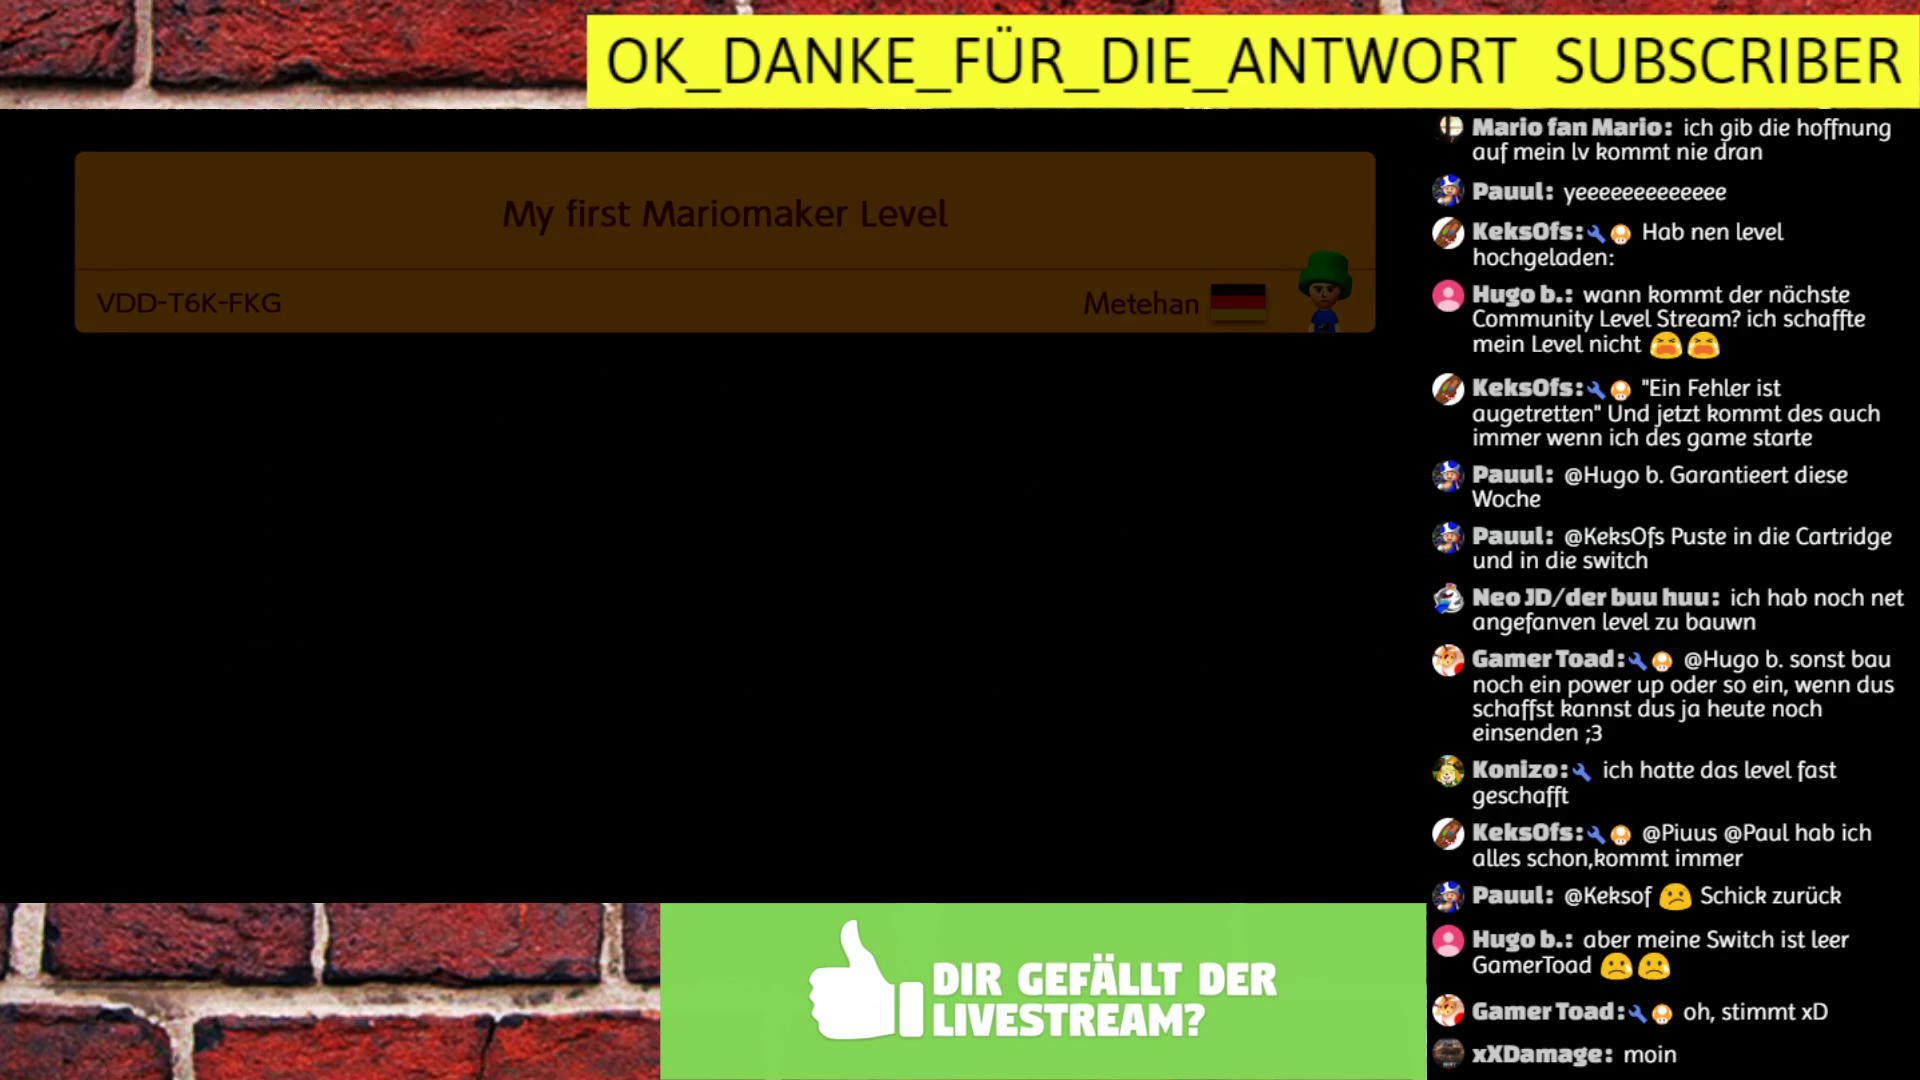 OK_DANKE_FÜR_DIE_ANTWORT SUBSCRIBER
My first Mariomaker Level
VDD-T6K-FKG
Metehan
Mario fan Mario: ich gib die hoffnung
auf mein lv kommt nie dran
Pauul: yeeeeeeeeeeeee
KeksOfs: Hab nen level
hochgeladen:
Hugo b.: wann kommt der nächste
Community Level Stream? ich schaffte
mein Level nicht
KeksOfs: "Ein Fehler ist
augetretten" Und jetzt kommt des auch
immer wenn ich des game starte
Pauul: @Hugo b. Garantieert diese
Woche
Pauul: @KeksOfs Puste in die Cartridge
und in die switch
Neo JD/der buu huu: ich hab noch net
angefanven level zu bauwn
Gamer Toad: @Hugo b. sonst bau
noch ein power up oder so ein, wenn dus
schaffst kannst dus ja heute noch
einsenden ;3
Konizo: ich hatte das level fast
geschafft
KeksOfs: @Piuus @Paul hab ich
alles schon,kommt immer
Pauul: @Keksof Schick zurück
Hugo b.: aber meine Switch ist leer
GamerToad
Gamer Toad: oh, stimmt xD
xXDamage: moin
DIR GEFÄLLT DER
LIVESTREAM?